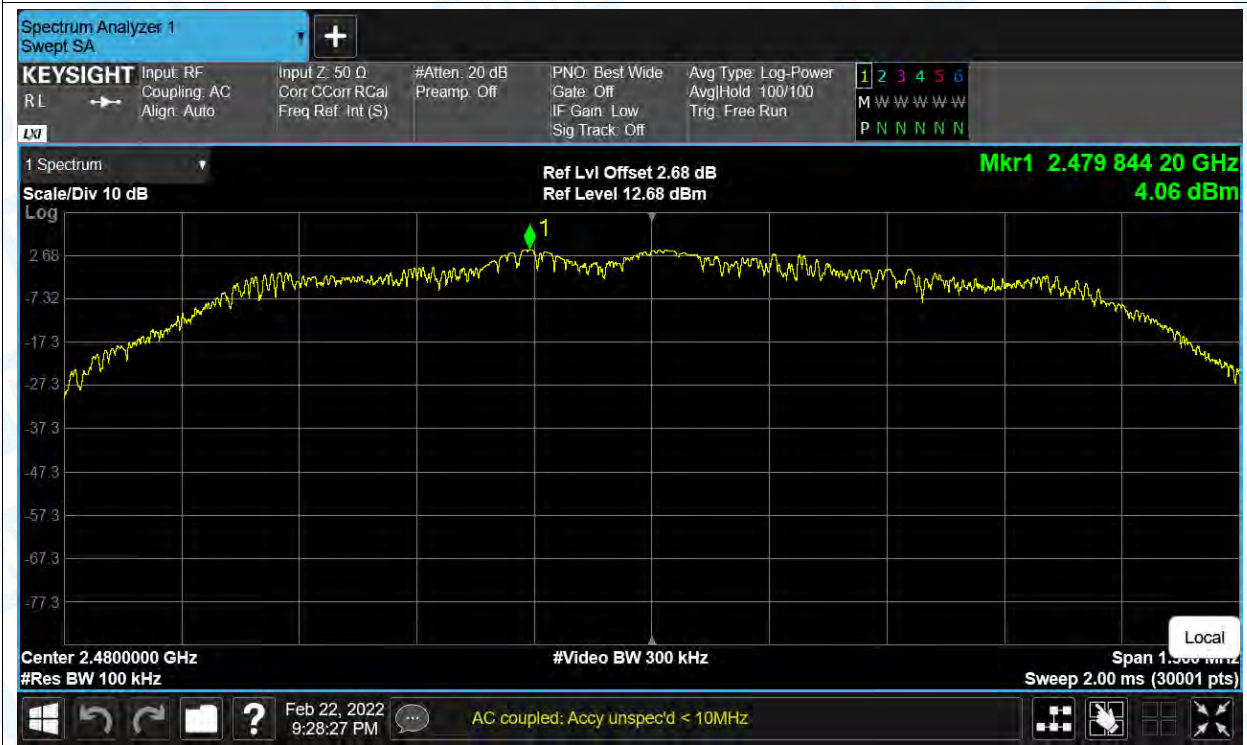 Spectrum Analyzer 1
Swept SA
+
KEYSIGHT
R L
LXI
Input: RF
Coupling: AC
Align: Auto
Input Z: 50 Ω
Corr CCorr RCal
Freq Ref: Int (S)
#Atten: 20 dB
Preamp: Off
PNO: Best Wide
Gate: Off
IF Gain: Low
Sig Track: Off
Avg Type: Log-Power
Avg|Hold: 100/100
Trig: Free Run
1 2 3 4 5 6
M W W W W W
P N N N N N
1 Spectrum
Scale/Div 10 dB
Log
Ref Lvl Offset 2.68 dB
Ref Level 12.68 dBm
Mkr1 2.479 844 20 GHz
4.06 dBm
1
2.68
-7.32
-17.3
-27.3
-37.3
-47.3
-57.3
-67.3
-77.3
Local
Center 2.4800000 GHz
#Res BW 100 kHz
#Video BW 300 kHz
Span
Sweep 2.00 ms (30001 pts)
?
Feb 22, 2022
9:28:27 PM
AC coupled: Accy unspec'd < 10MHz